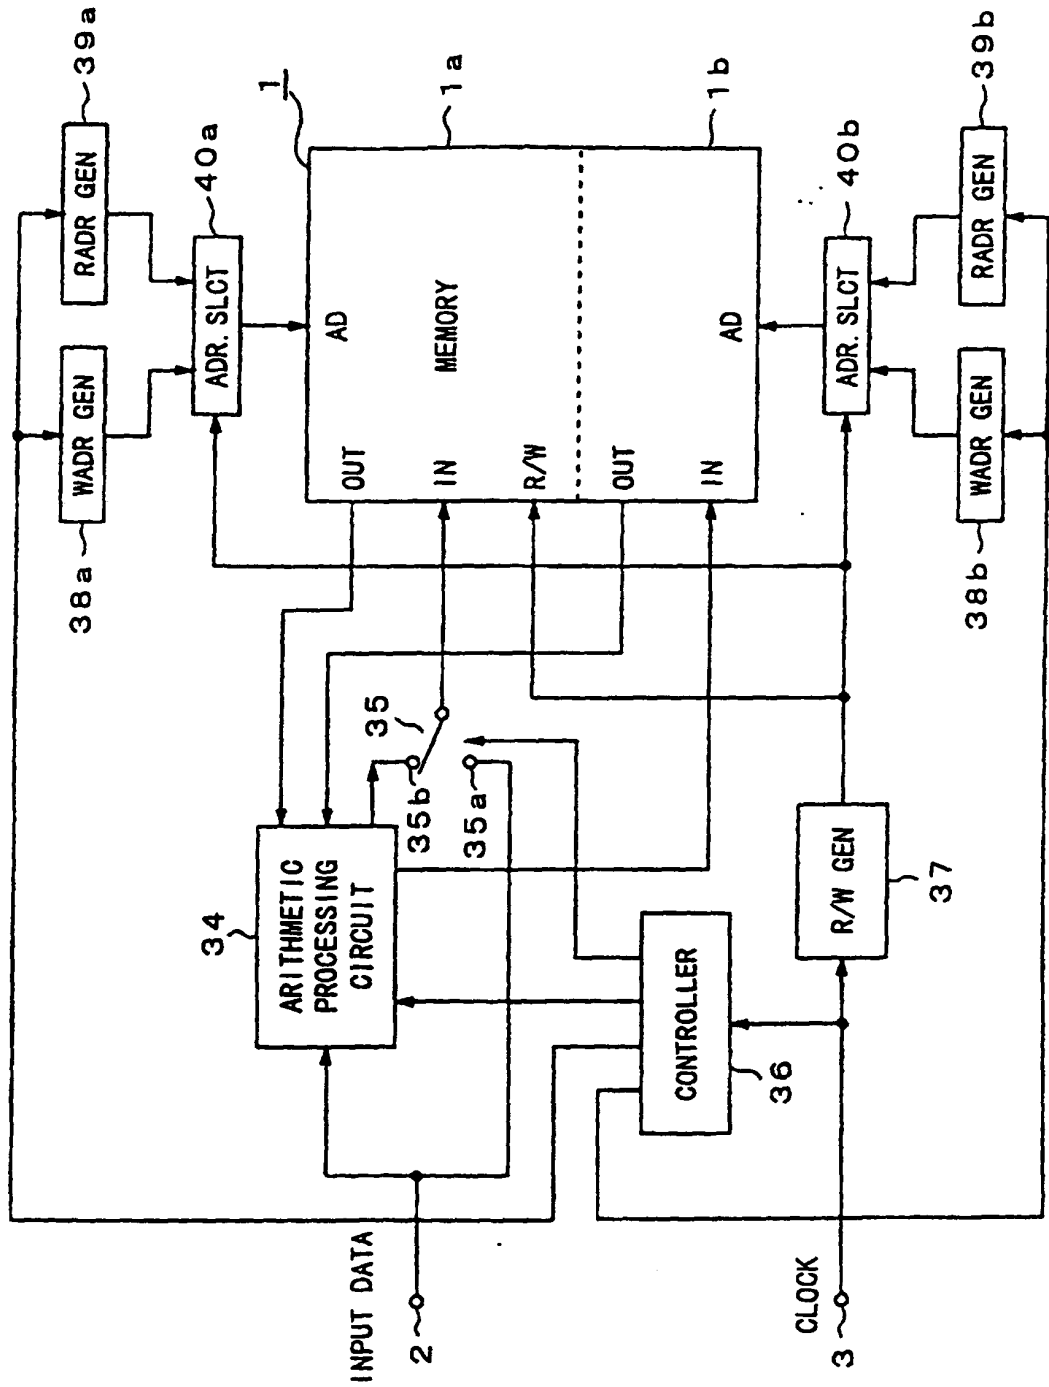 39a
RADR GEN
WADR GEN
38a
40a
ADR. SLCT
1
1a
1b
AD
MEMORY
AD
OUT
IN
R/W
OUT
IN
40b
ADR. SLCT
39b
RADR GEN
WADR GEN
38b
35
35b
35a
34
ARITHMETIC
PROCESSING
CIRCUIT
R/W GEN
37
CONTROLLER
36
INPUT DATA
2
CLOCK
3